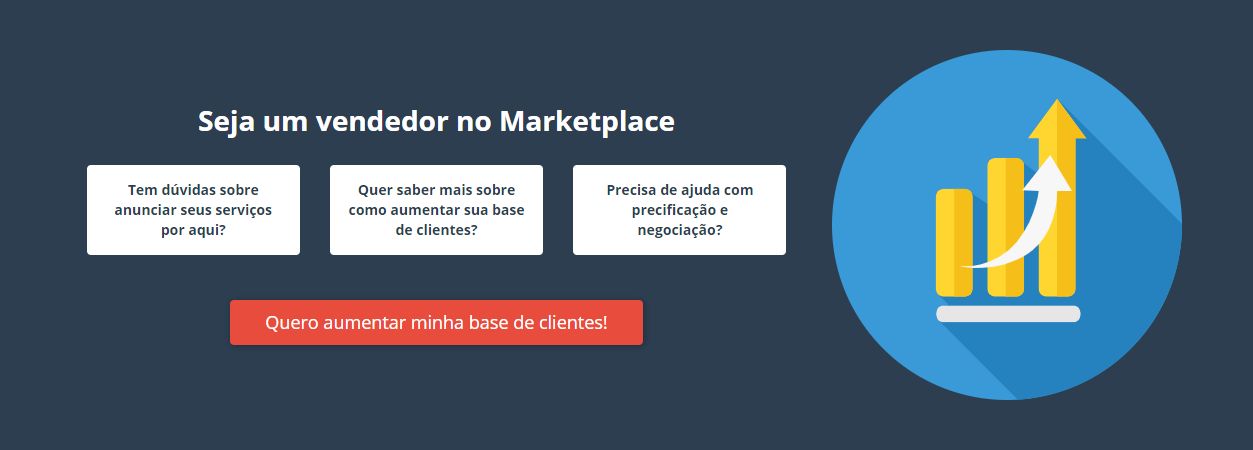 Seja um vendedor no Marketplace
Tem dúvidas sobre
anunciar seus serviços
por aqui?
Quer saber mais sobre
como aumentar sua base
de clientes?
Precisa de ajuda com
precificação e
negociação?
Quero aumentar minha base de clientes!